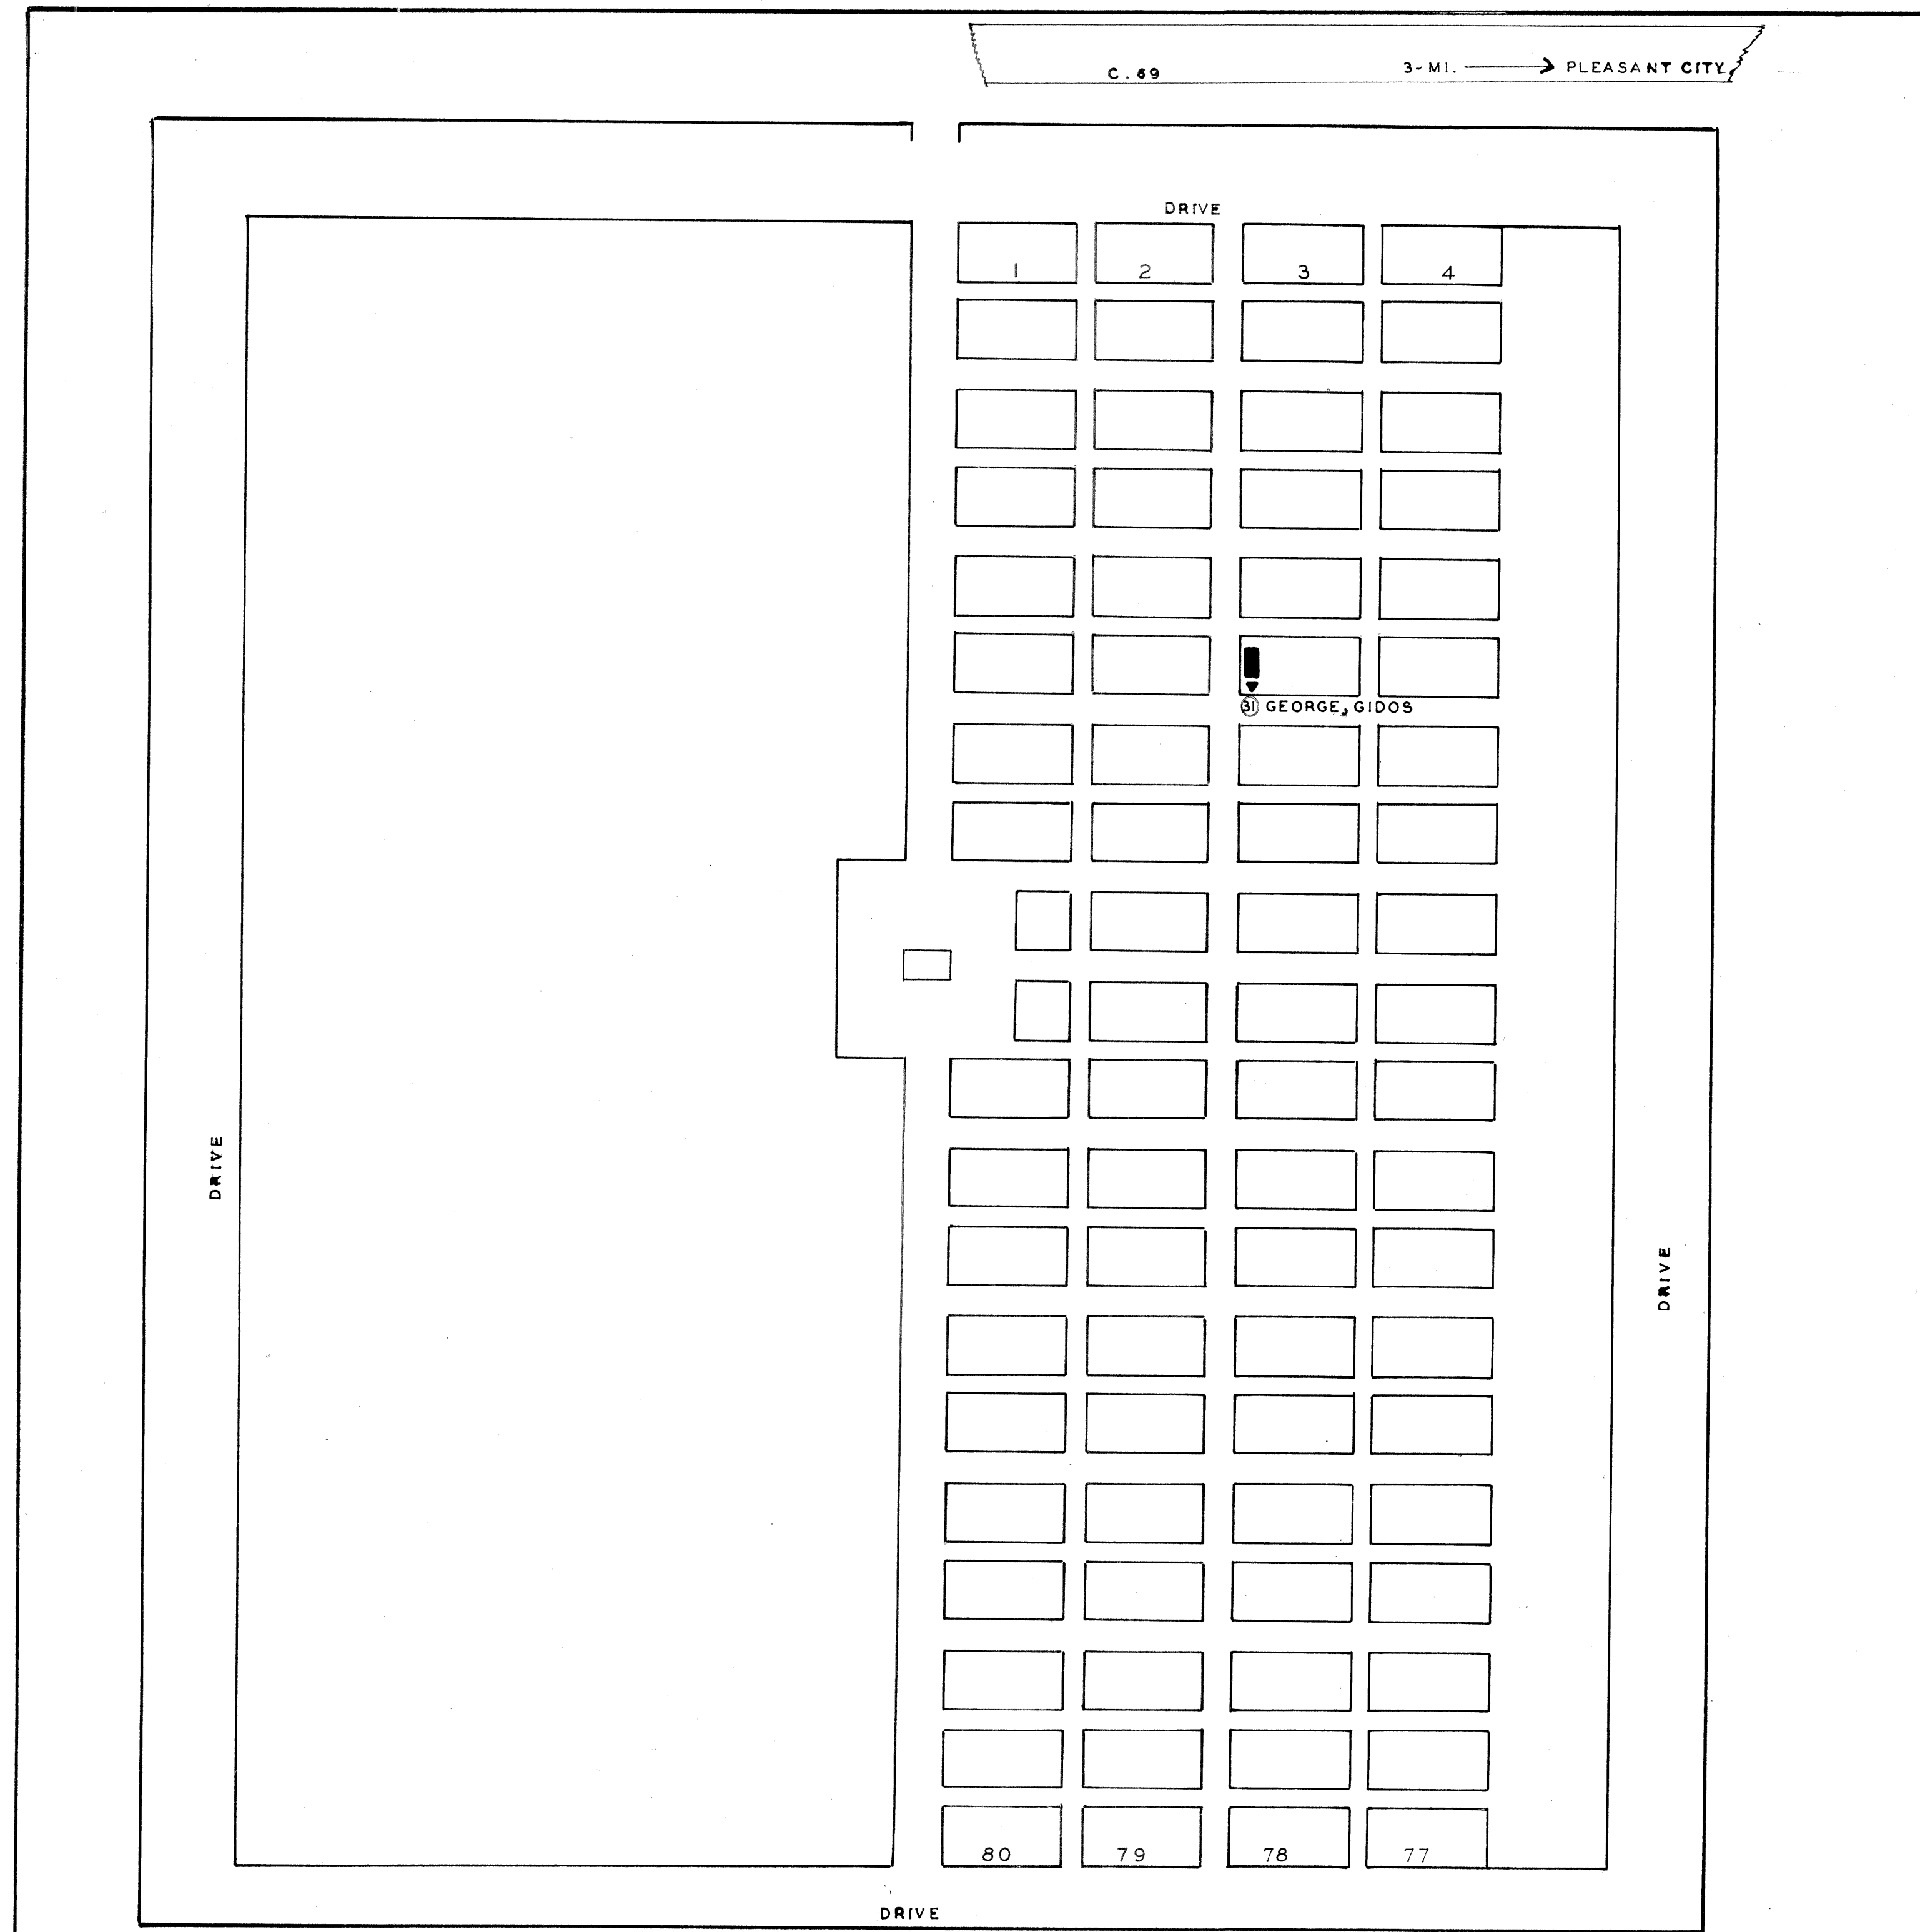 C. 69 3-MI. → PLEASANT CITY
DRIVE
1 2 3 4
31 GEORGE, GIDOS
DRIVE
DRIVE
80 79 78 77
DRIVE